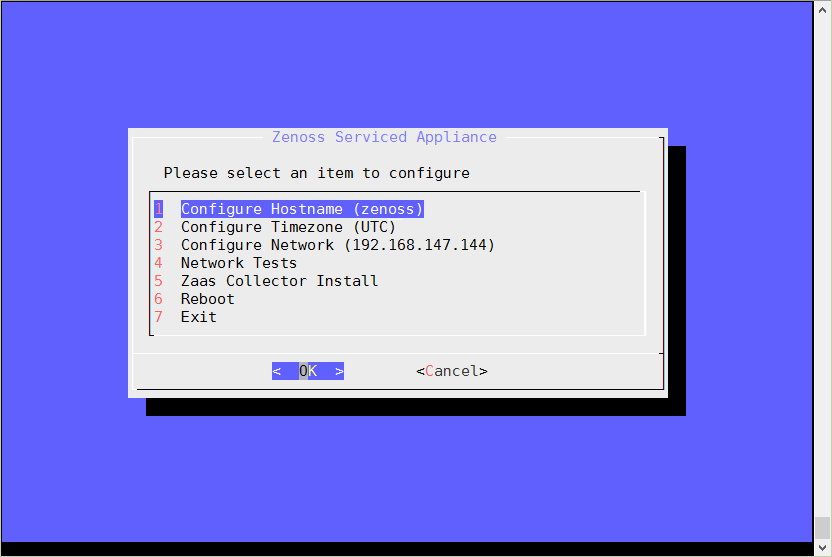 Zenoss Serviced Appliance
Please select an item to configure
1 Configure Hostname (zenoss)
2 Configure Timezone (UTC)
3 Configure Network (192.168.147.144)
4 Network Tests
5 Zaas Collector Install
6 Reboot
7 Exit
<  OK  > <Cancel>